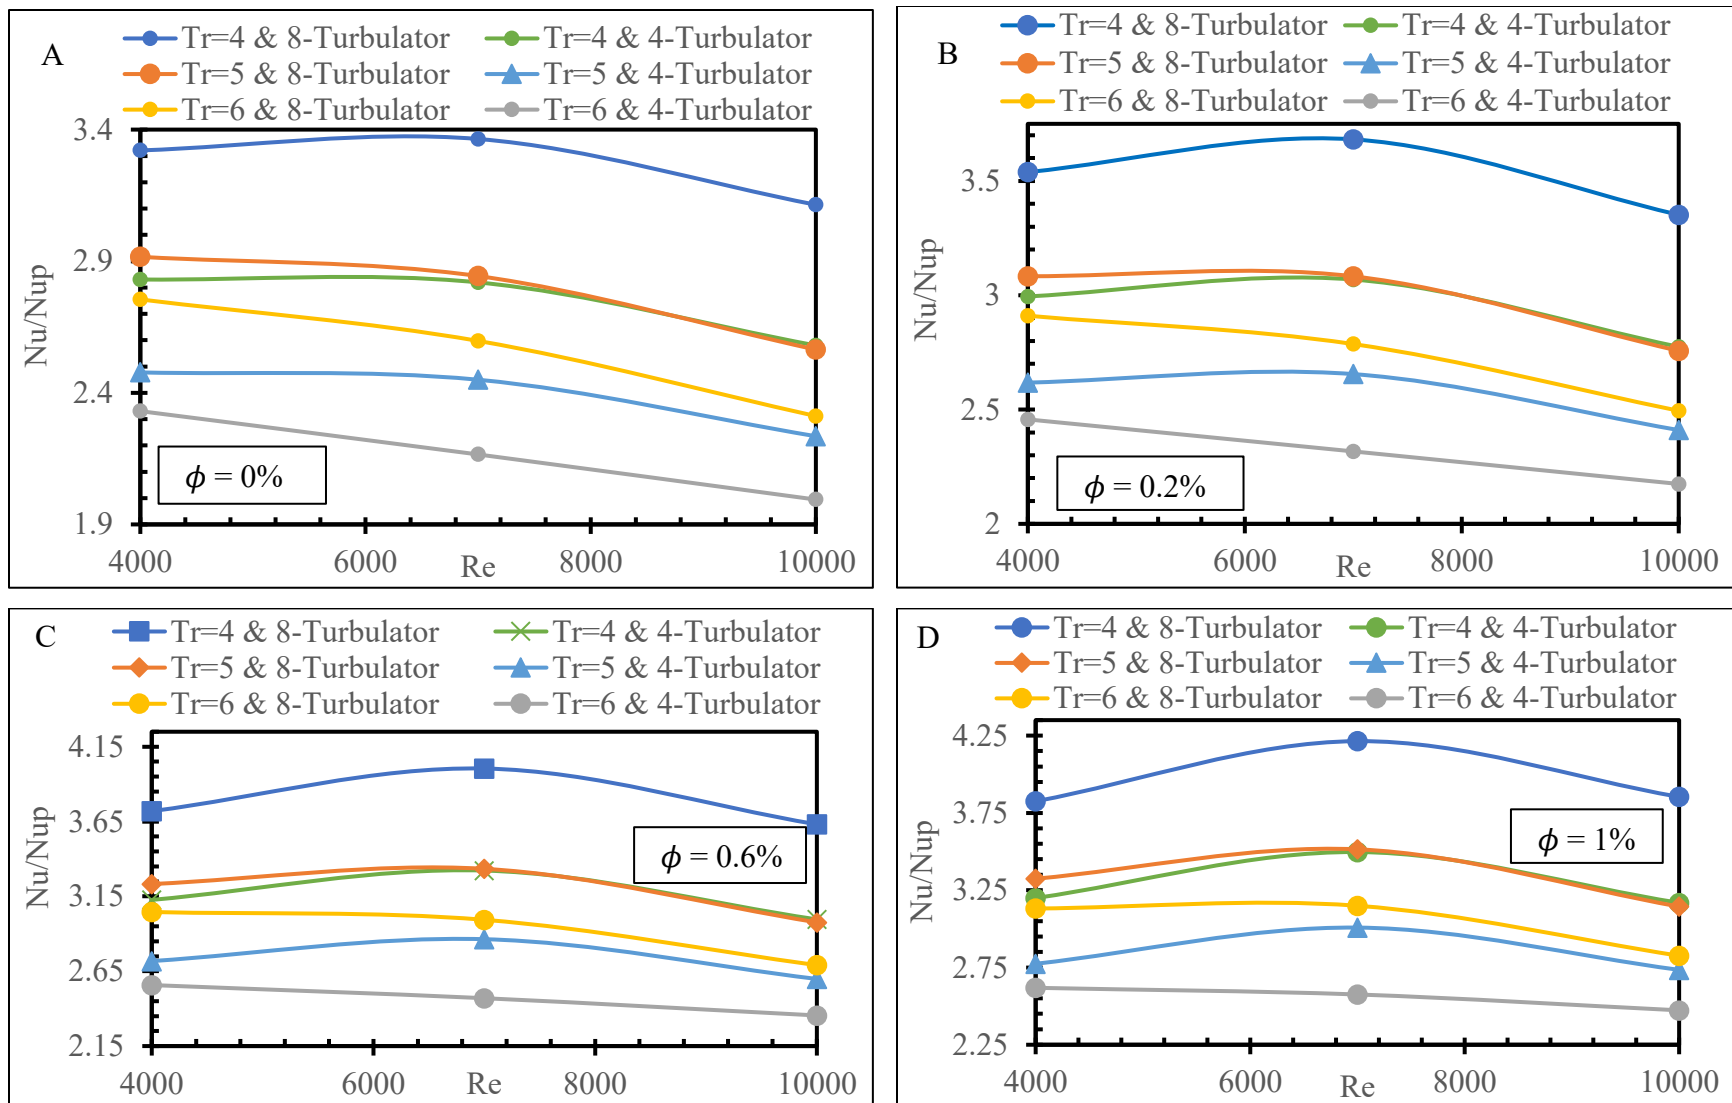 A
Tr=4 & 8-Turbulator Tr=4 & 4-Turbulator
Tr=5 & 8-Turbulator Tr=5 & 4-Turbulator
Tr=6 & 8-Turbulator Tr=6 & 4-Turbulator
3.4
2.9
2.4
1.9
Nu/Nup
ϕ = 0%
4000 6000 8000 10000
Re
B
Tr=4 & 8-Turbulator Tr=4 & 4-Turbulator
Tr=5 & 8-Turbulator Tr=5 & 4-Turbulator
Tr=6 & 8-Turbulator Tr=6 & 4-Turbulator
3.5
3
2.5
2
Nu/Nup
ϕ = 0.2%
4000 6000 8000 10000
Re
C
Tr=4 & 8-Turbulator Tr=4 & 4-Turbulator
Tr=5 & 8-Turbulator Tr=5 & 4-Turbulator
Tr=6 & 8-Turbulator Tr=6 & 4-Turbulator
4.15
3.65
3.15
2.65
2.15
Nu/Nup
ϕ = 0.6%
4000 6000 8000 10000
Re
D
Tr=4 & 8-Turbulator Tr=4 & 4-Turbulator
Tr=5 & 8-Turbulator Tr=5 & 4-Turbulator
Tr=6 & 8-Turbulator Tr=6 & 4-Turbulator
4.25
3.75
3.25
2.75
2.25
Nu/Nup
ϕ = 1%
4000 6000 8000 10000
Re